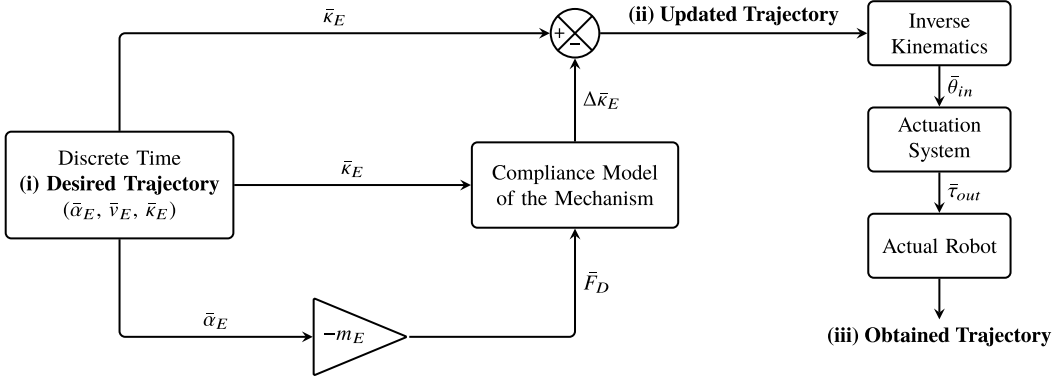 κ̄_E
+
−
(ii) Updated Trajectory
Inverse
Kinematics
θ̄_in
Δκ̄_E
Actuation
System
Discrete Time
(i) Desired Trajectory
(ᾱ_E, v̄_E, κ̄_E)
κ̄_E
Compliance Model
of the Mechanism
τ̄_out
Actual Robot
F̄_D
ᾱ_E
−m_E
(iii) Obtained Trajectory